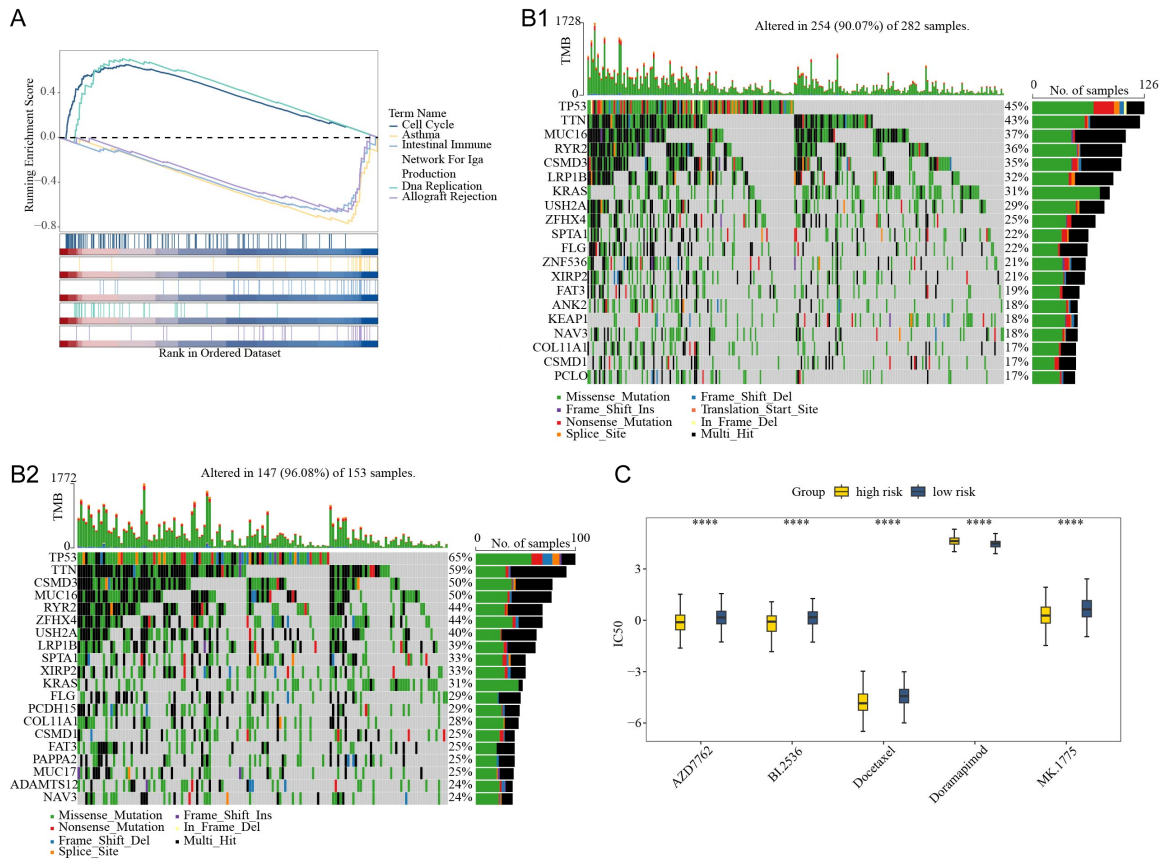 A
Running Enrichment Score
0.4
0.0
−0.4
−0.8
Term Name
Cell Cycle
Asthma
Intestinal Immune
Network For Iga
Production
Dna Replication
Allograft Rejection
Rank in Ordered Dataset
B1
1728
TMB
0
Altered in 254 (90.07%) of 282 samples.
0 126
No. of samples
TP53 45%
TTN 43%
MUC16 37%
RYR2 36%
CSMD3 35%
LRP1B 32%
KRAS 31%
USH2A 29%
ZFHX4 25%
SPTA1 22%
FLG 22%
ZNF536 21%
XIRP2 21%
FAT3 19%
ANK2 18%
KEAP1 18%
NAV3 18%
COL11A1 17%
CSMD1 17%
PCLO 17%
Missense_Mutation Frame_Shift_Del
Frame_Shift_Ins Translation_Start_Site
Nonsense_Mutation In_Frame_Del
Splice_Site Multi_Hit
B2
1772
TMB
0
Altered in 147 (96.08%) of 153 samples.
0 100
No. of samples
TP53 65%
TTN 59%
CSMD3 50%
MUC16 50%
RYR2 44%
ZFHX4 44%
USH2A 40%
LRP1B 39%
SPTA1 33%
XIRP2 33%
KRAS 31%
FLG 29%
PCDH15 29%
COL11A1 28%
CSMD1 25%
FAT3 25%
PAPPA2 25%
MUC17 25%
ADAMTS12 24%
NAV3 24%
Missense_Mutation Frame_Shift_Ins
Nonsense_Mutation In_Frame_Del
Frame_Shift_Del Multi_Hit
Splice_Site
C
Group high risk low risk
**** **** **** **** ****
IC50
3
0
−3
−6
AZD7762
BI.2536
Docetaxel
Doramapimod
MK.1775